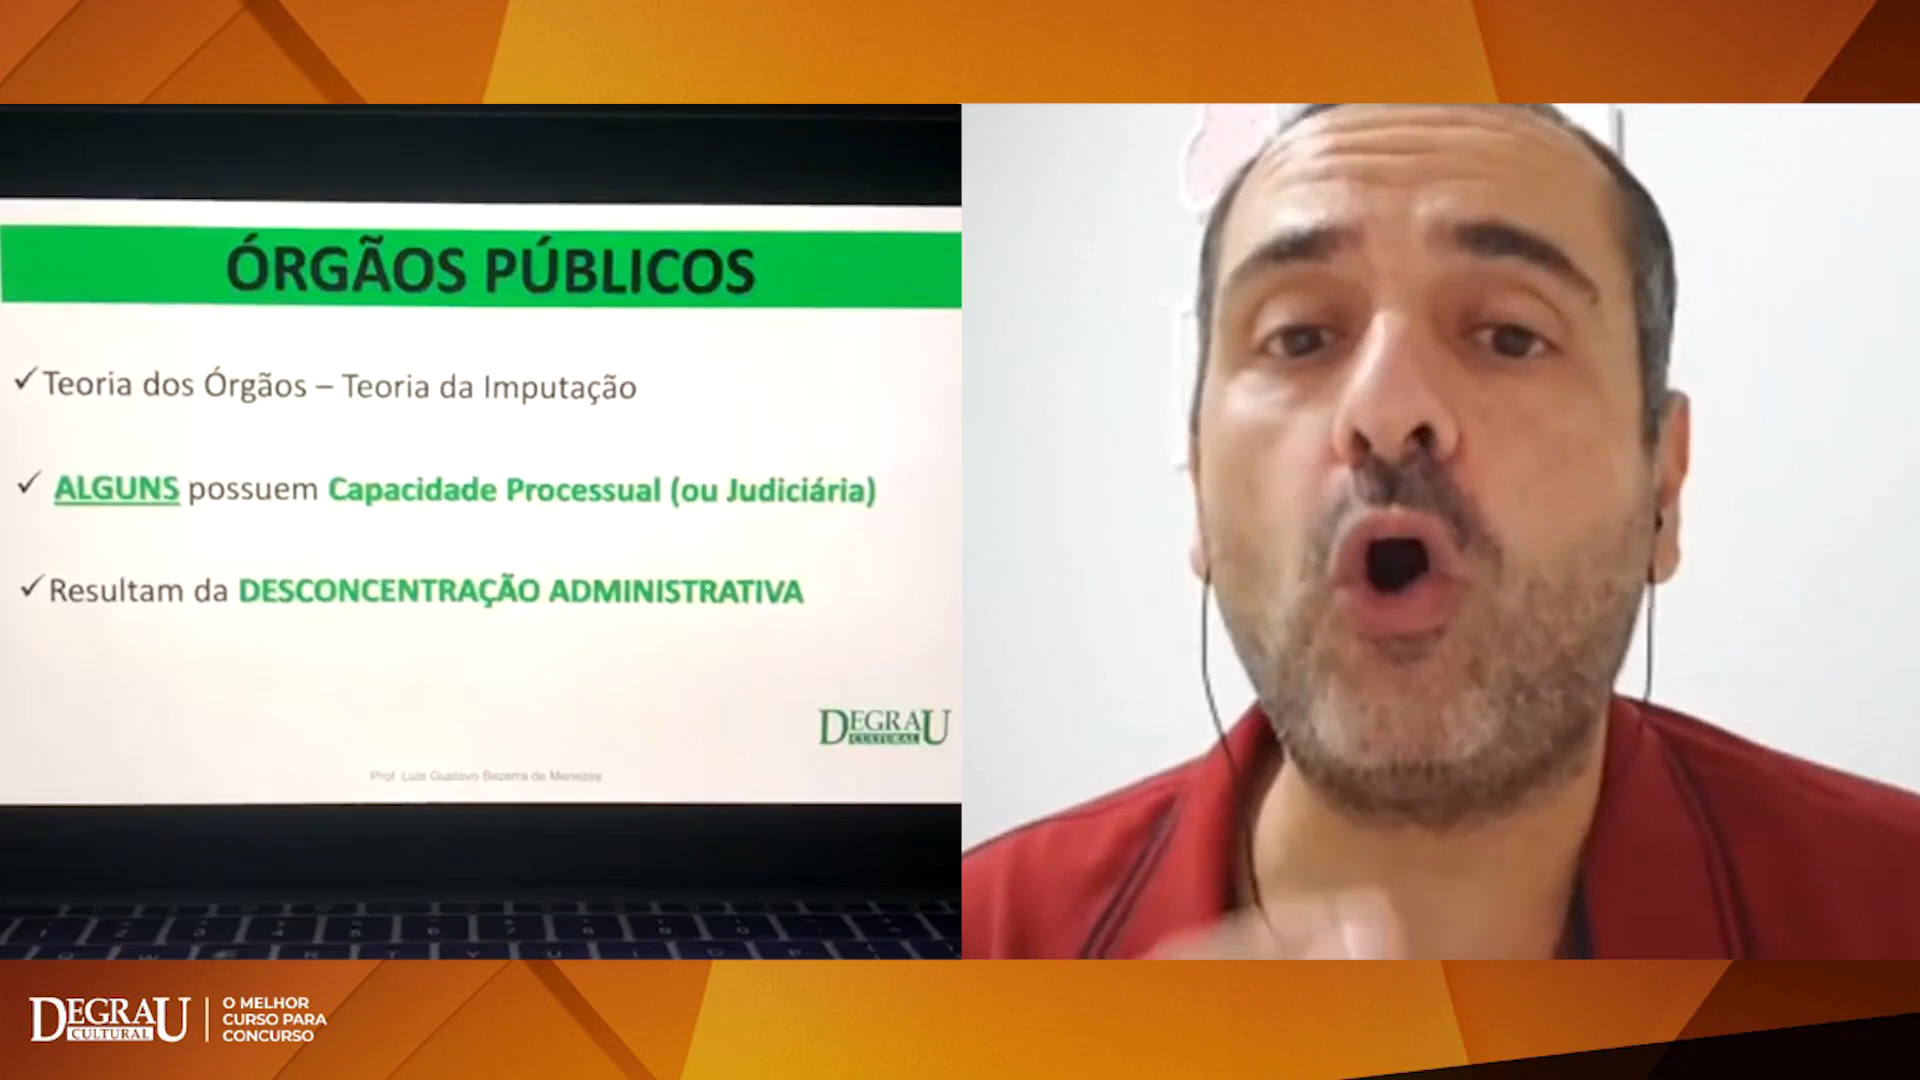 ÓRGÃOS PÚBLICOS
✓Teoria dos Órgãos – Teoria da Imputação
✓ ALGUNS possuem Capacidade Processual (ou Judiciária)
✓Resultam da DESCONCENTRAÇÃO ADMINISTRATIVA
DEGRAU
CULTURAL
Prof. Luís Gustavo Bezerra de Menezes
DEGRAU
CULTURAL
O MELHOR
CURSO PARA
CONCURSO